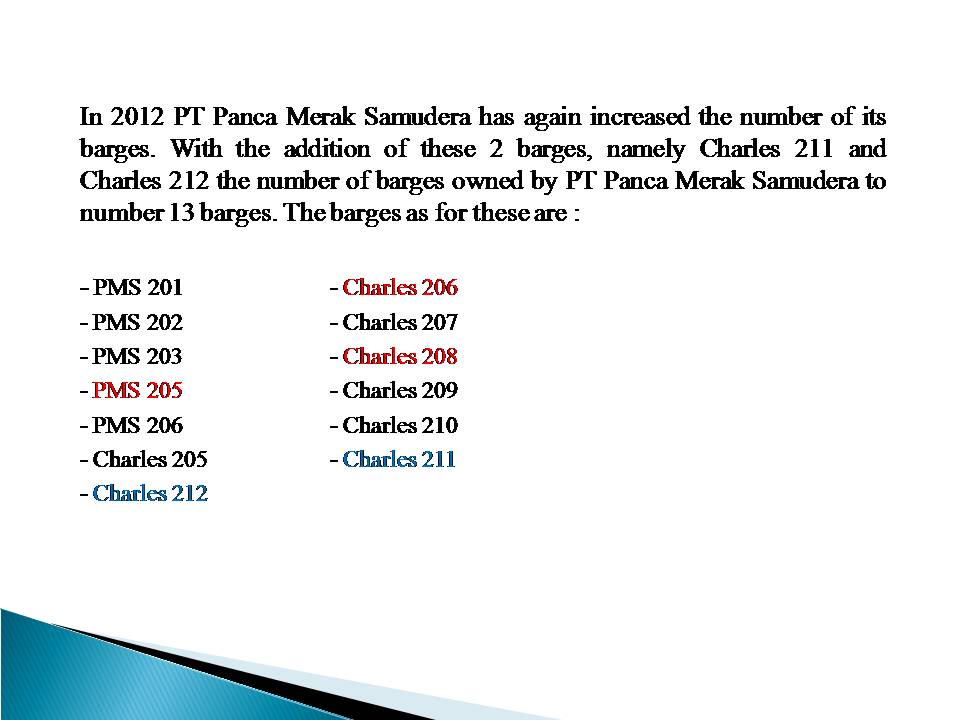 In 2012 PT Panca Merak Samudera has again increased the number of its
barges. With the addition of these 2 barges, namely Charles 211 and
Charles 212 the number of barges owned by PT Panca Merak Samudera to
number 13 barges. The barges as for these are :
- PMS 201 - Charles 206
- PMS 202 - Charles 207
- PMS 203 - Charles 208
- PMS 205 - Charles 209
- PMS 206 - Charles 210
- Charles 205 - Charles 211
- Charles 212